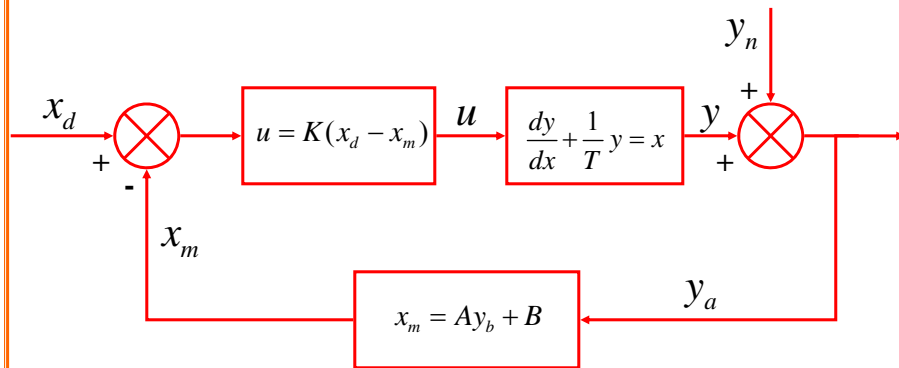 y_n
+
x_d
u = K(x_d − x_m)
u
dy/dx + 1/T y = x
y
+
+
-
x_m
x_m = Ay_b + B
y_a